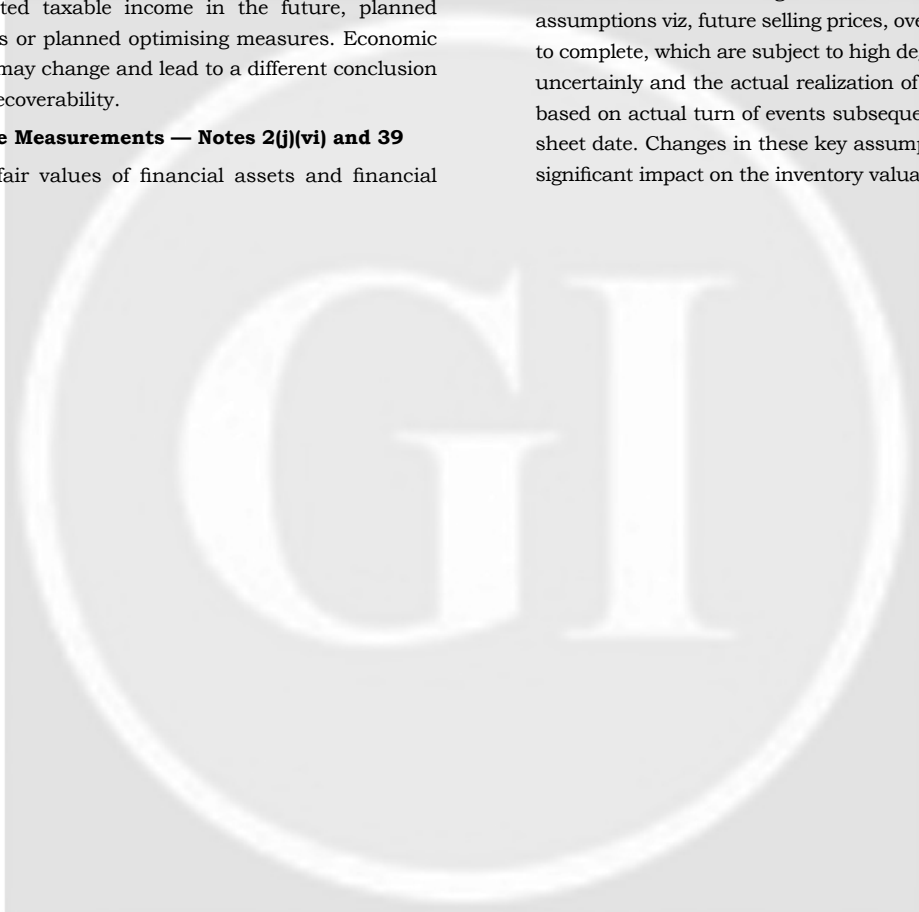 ted taxable income in the future, planned
s or planned optimising measures. Economic
may change and lead to a different conclusion
ecoverability.
e Measurements — Notes 2(j)(vi) and 39
fair values of financial assets and financial
assumptions viz, future selling prices, ove
to complete, which are subject to high de
uncertainly and the actual realization of
based on actual turn of events subseque
sheet date. Changes in these key assump
significant impact on the inventory valua
GI